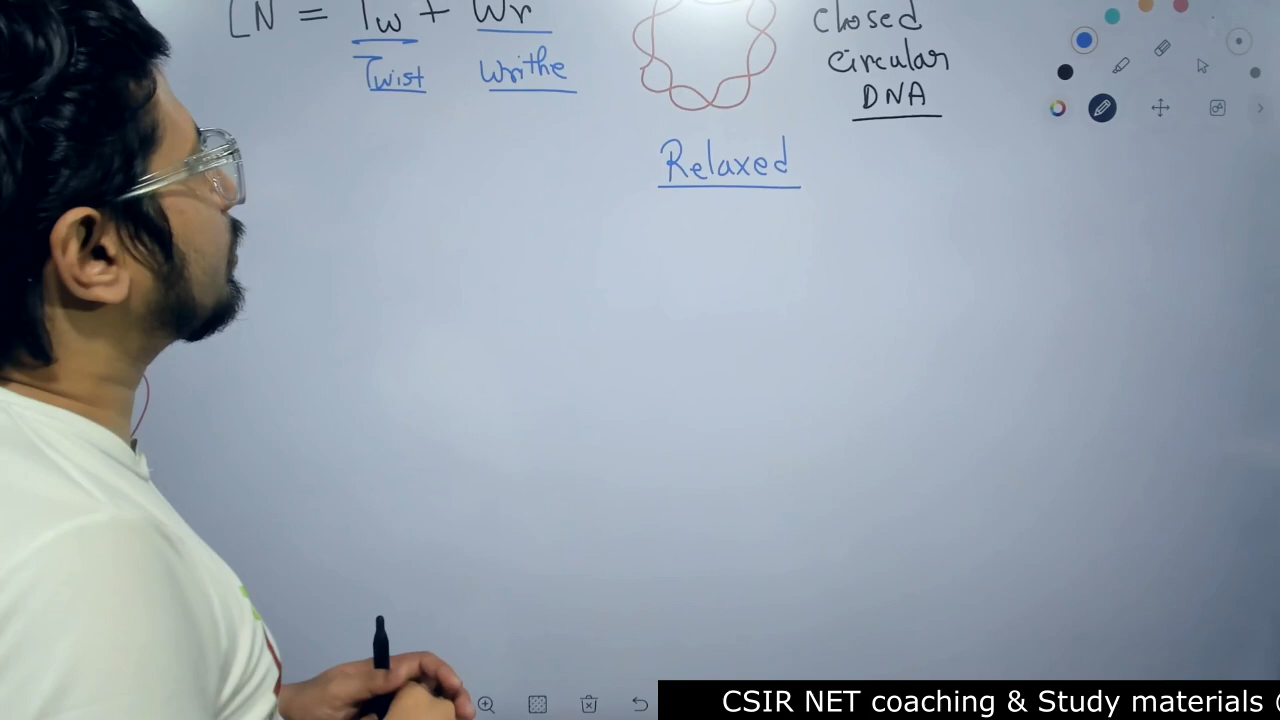 LN = Tw + Wr
Twist Writhe
Closed
circular
DNA
Relaxed
CSIR NET coaching & Study materials (